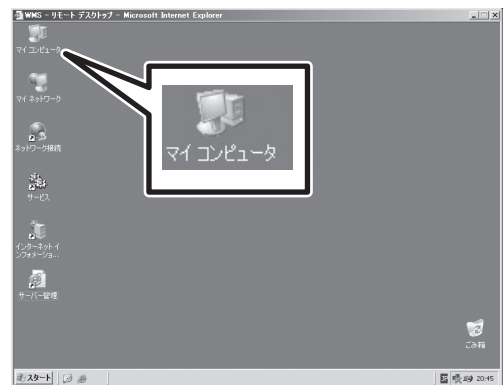 WMS - リモート デスクトップ - Microsoft Internet Explorer
マイ コンピュータ
マイ コンピュータ
マイ ネットワーク
ネットワーク接続
サービス
インターネット イ
ンフォメーショ...
サーバー管理
ごみ箱
スタート
20:45